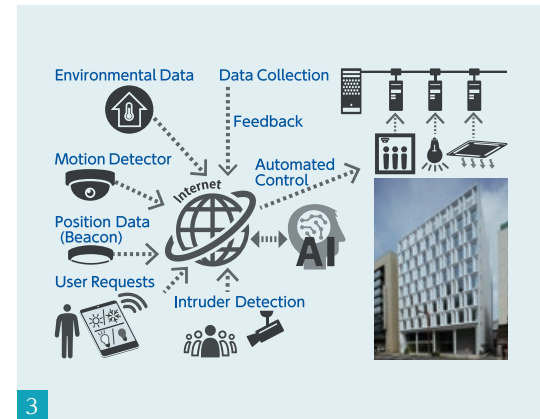 Environmental Data
Data Collection
Feedback
Motion Detector
Automated
Control
Internet
Position Data
(Beacon)
AI
User Requests
Intruder Detection
3